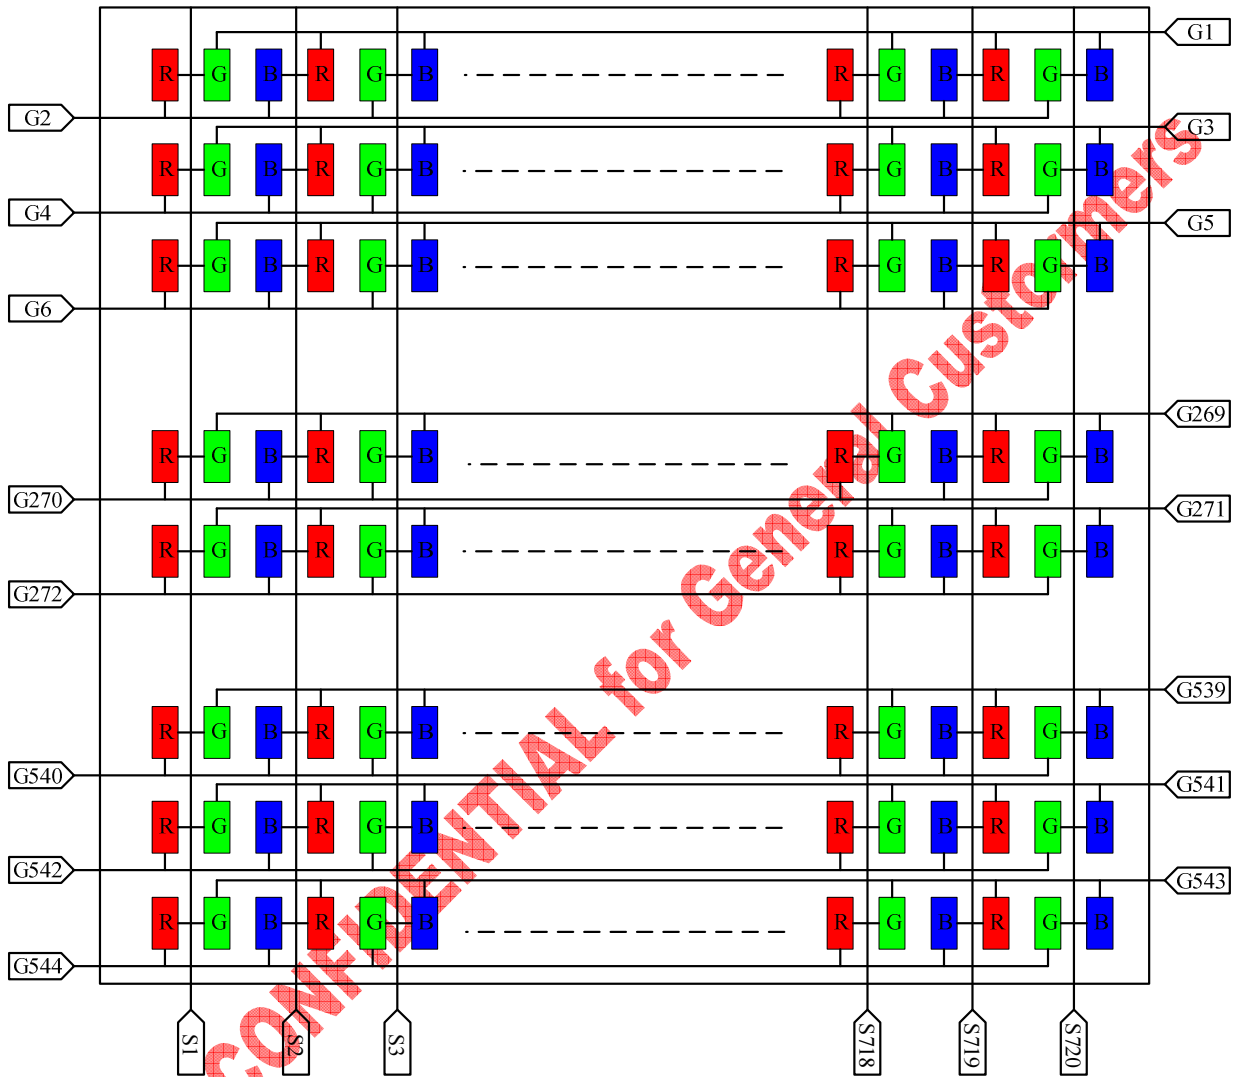 G1
R G B R G B R G B R G B
G2
G3
R G B R G B R G B R G B
G4
G5
R G B R G B R G B R G B
G6
G269
R G B R G B R G B R G B
G270
G271
R G B R G B R G B R G B
G272
G539
R G B R G B R G B R G B
G540
G541
R G B R G B R G B R G B
G542
G543
R G B R G B R G B R G B
G544
S1 S2 S3 S718 S719 S720
CONFIDENTIAL for General Custormers